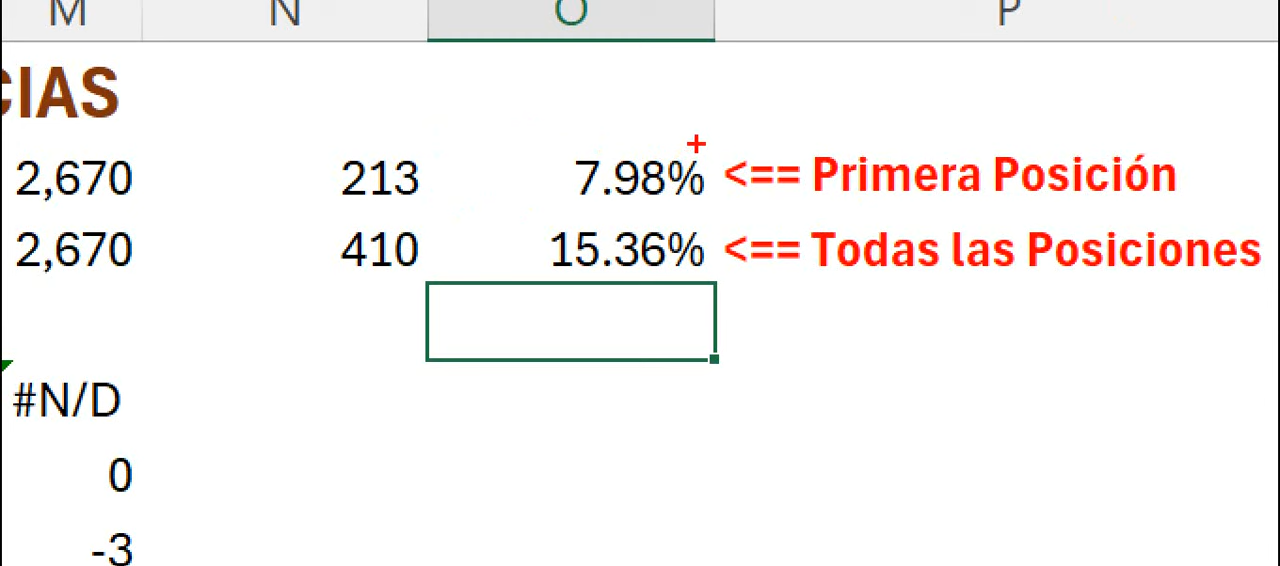 M N O P
CIAS
2,670 213 7.98% <== Primera Posición
2,670 410 15.36% <== Todas las Posiciones
#N/D
0
-3